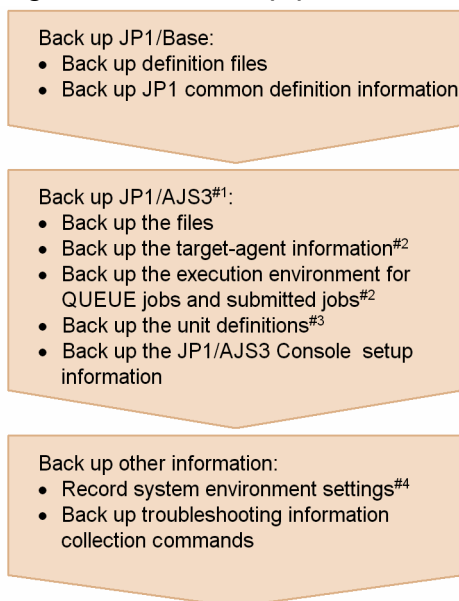 Back up JP1/Base:
• Back up definition files
• Back up JP1 common definition information
Back up JP1/AJS3#1:
• Back up the files
• Back up the target-agent information#2
• Back up the execution environment for
QUEUE jobs and submitted jobs#2
• Back up the unit definitions#3
• Back up the JP1/AJS3 Console setup
information
Back up other information:
• Record system environment settings#4
• Back up troubleshooting information
collection commands